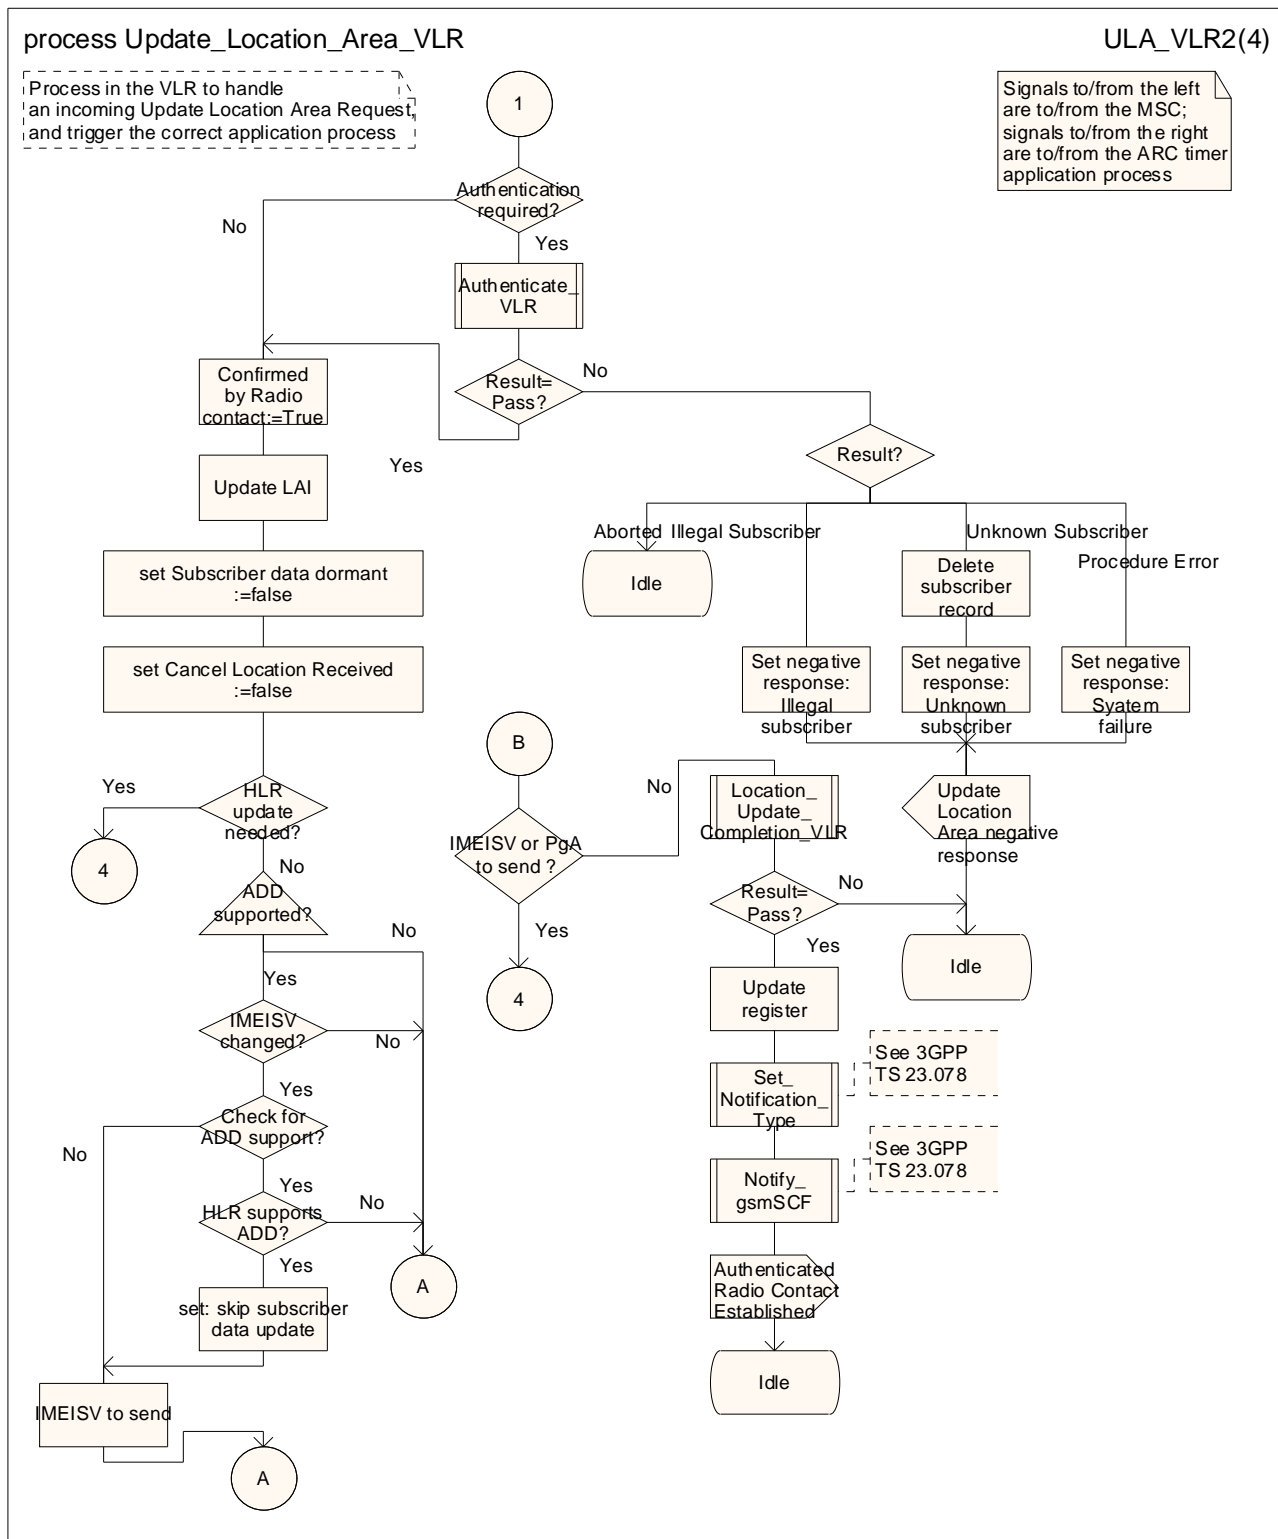 process Update_Location_Area_VLR
ULA_VLR2(4)
Process in the VLR to handle
an incoming Update Location Area Request,
and trigger the correct application process
Signals to/from the left
are to/from the MSC;
signals to/from the right
are to/from the ARC timer
application process
1
Authentication
required?
No
Yes
Authenticate_
VLR
Result=
Pass?
No
Yes
Confirmed
by Radio
contact:=True
Update LAI
set Subscriber data dormant
:=false
set Cancel Location Received
:=false
HLR
update
needed?
Yes
4
No
ADD
supported?
No
Yes
IMEISV
changed?
No
Yes
Check for
ADD support?
No
Yes
HLR supports
ADD?
No
Yes
A
set: skip subscriber
data update
IMEISV to send
A
Result?
Aborted
Illegal Subscriber
Unknown Subscriber
Procedure Error
Idle
Delete
subscriber
record
Set negative
response:
Illegal
subscriber
Set negative
response:
Unknown
subscriber
Set negative
response:
Syatem
failure
Update
Location
Area negative
response
Idle
B
IMEISV or PgA
to send ?
No
Yes
4
Location_
Update_
Completion_VLR
Result=
Pass?
No
Yes
Update
register
Set_
Notification_
Type
See 3GPP
TS 23.078
Notify_
gsmSCF
See 3GPP
TS 23.078
Authenticated
Radio Contact
Established
Idle